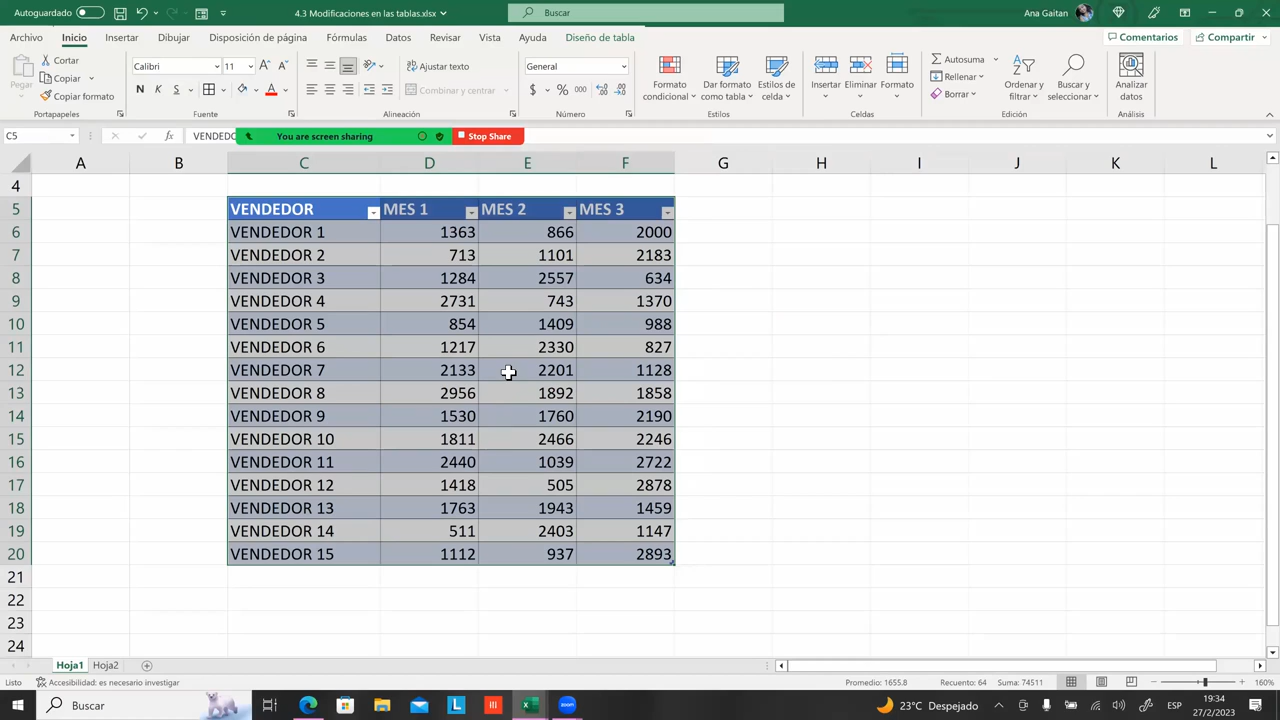 Autoguardado
4.3 Modificaciones en las tablas.xlsx
Buscar
Ana Gaitan
Archivo Inicio Insertar Dibujar Disposición de página Fórmulas Datos Revisar Vista Ayuda Diseño de tabla
Comentarios Compartir
Pegar
Cortar
Copiar
Copiar formato
Portapapeles
Calibri 11
N K S
Fuente
Ajustar texto
Combinar y centrar
Alineación
General
$ % 000
Número
Formato condicional
Dar formato como tabla
Estilos de celda
Estilos
Insertar Eliminar Formato
Celdas
Autosuma
Rellenar
Borrar
Ordenar y filtrar
Buscar y seleccionar
Edición
Analizar datos
Análisis
C5
VENDEDO
You are screen sharing
Stop Share
A B C D E F G H I J K L
4
5 VENDEDOR MES 1 MES 2 MES 3
6 VENDEDOR 1 1363 866 2000
7 VENDEDOR 2 713 1101 2183
8 VENDEDOR 3 1284 2557 634
9 VENDEDOR 4 2731 743 1370
10 VENDEDOR 5 854 1409 988
11 VENDEDOR 6 1217 2330 827
12 VENDEDOR 7 2133 2201 1128
13 VENDEDOR 8 2956 1892 1858
14 VENDEDOR 9 1530 1760 2190
15 VENDEDOR 10 1811 2466 2246
16 VENDEDOR 11 2440 1039 2722
17 VENDEDOR 12 1418 505 2878
18 VENDEDOR 13 1763 1943 1459
19 VENDEDOR 14 511 2403 1147
20 VENDEDOR 15 1112 937 2893
21
22
23
24
Hoja1 Hoja2
Listo Accesibilidad: es necesario investigar Promedio: 1655.8 Recuento: 64 Suma: 74511 160%
Buscar
23°C Despejado
ESP
19:34
27/2/2023